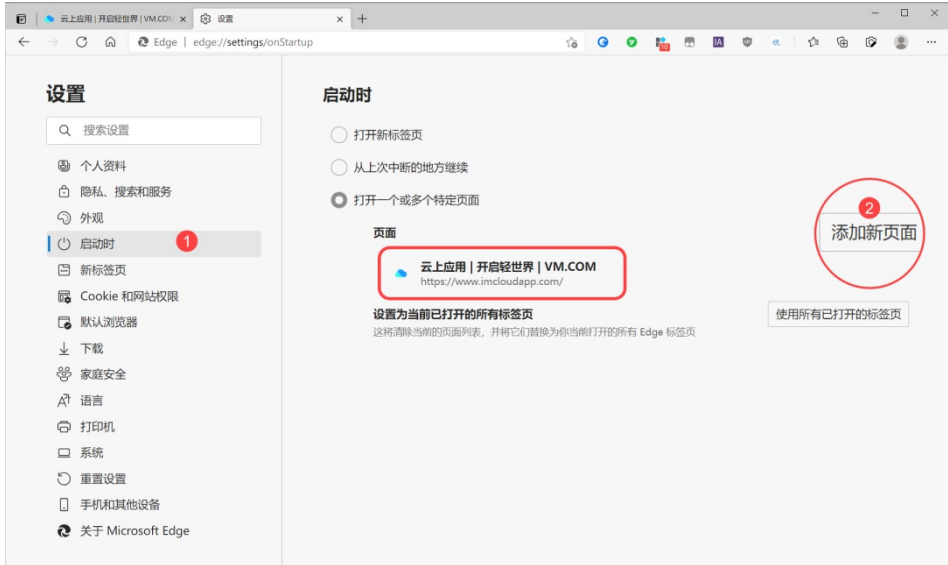 云上应用 | 开启轻世界 | VM.COM
设置
Edge | edge://settings/onStartup
10
IA
设置
搜索设置
个人资料
隐私、搜索和服务
外观
启动时
1
新标签页
Cookie 和网站权限
默认浏览器
下载
家庭安全
语言
打印机
系统
重置设置
手机和其他设备
关于 Microsoft Edge
启动时
打开新标签页
从上次中断的地方继续
打开一个或多个特定页面
页面
2
添加新页面
云上应用 | 开启轻世界 | VM.COM
https://www.imcloudapp.com/
设置为当前已打开的所有标签页
使用所有已打开的标签页
这将清除当前的页面列表，并将它们替换为你当前打开的所有 Edge 标签页